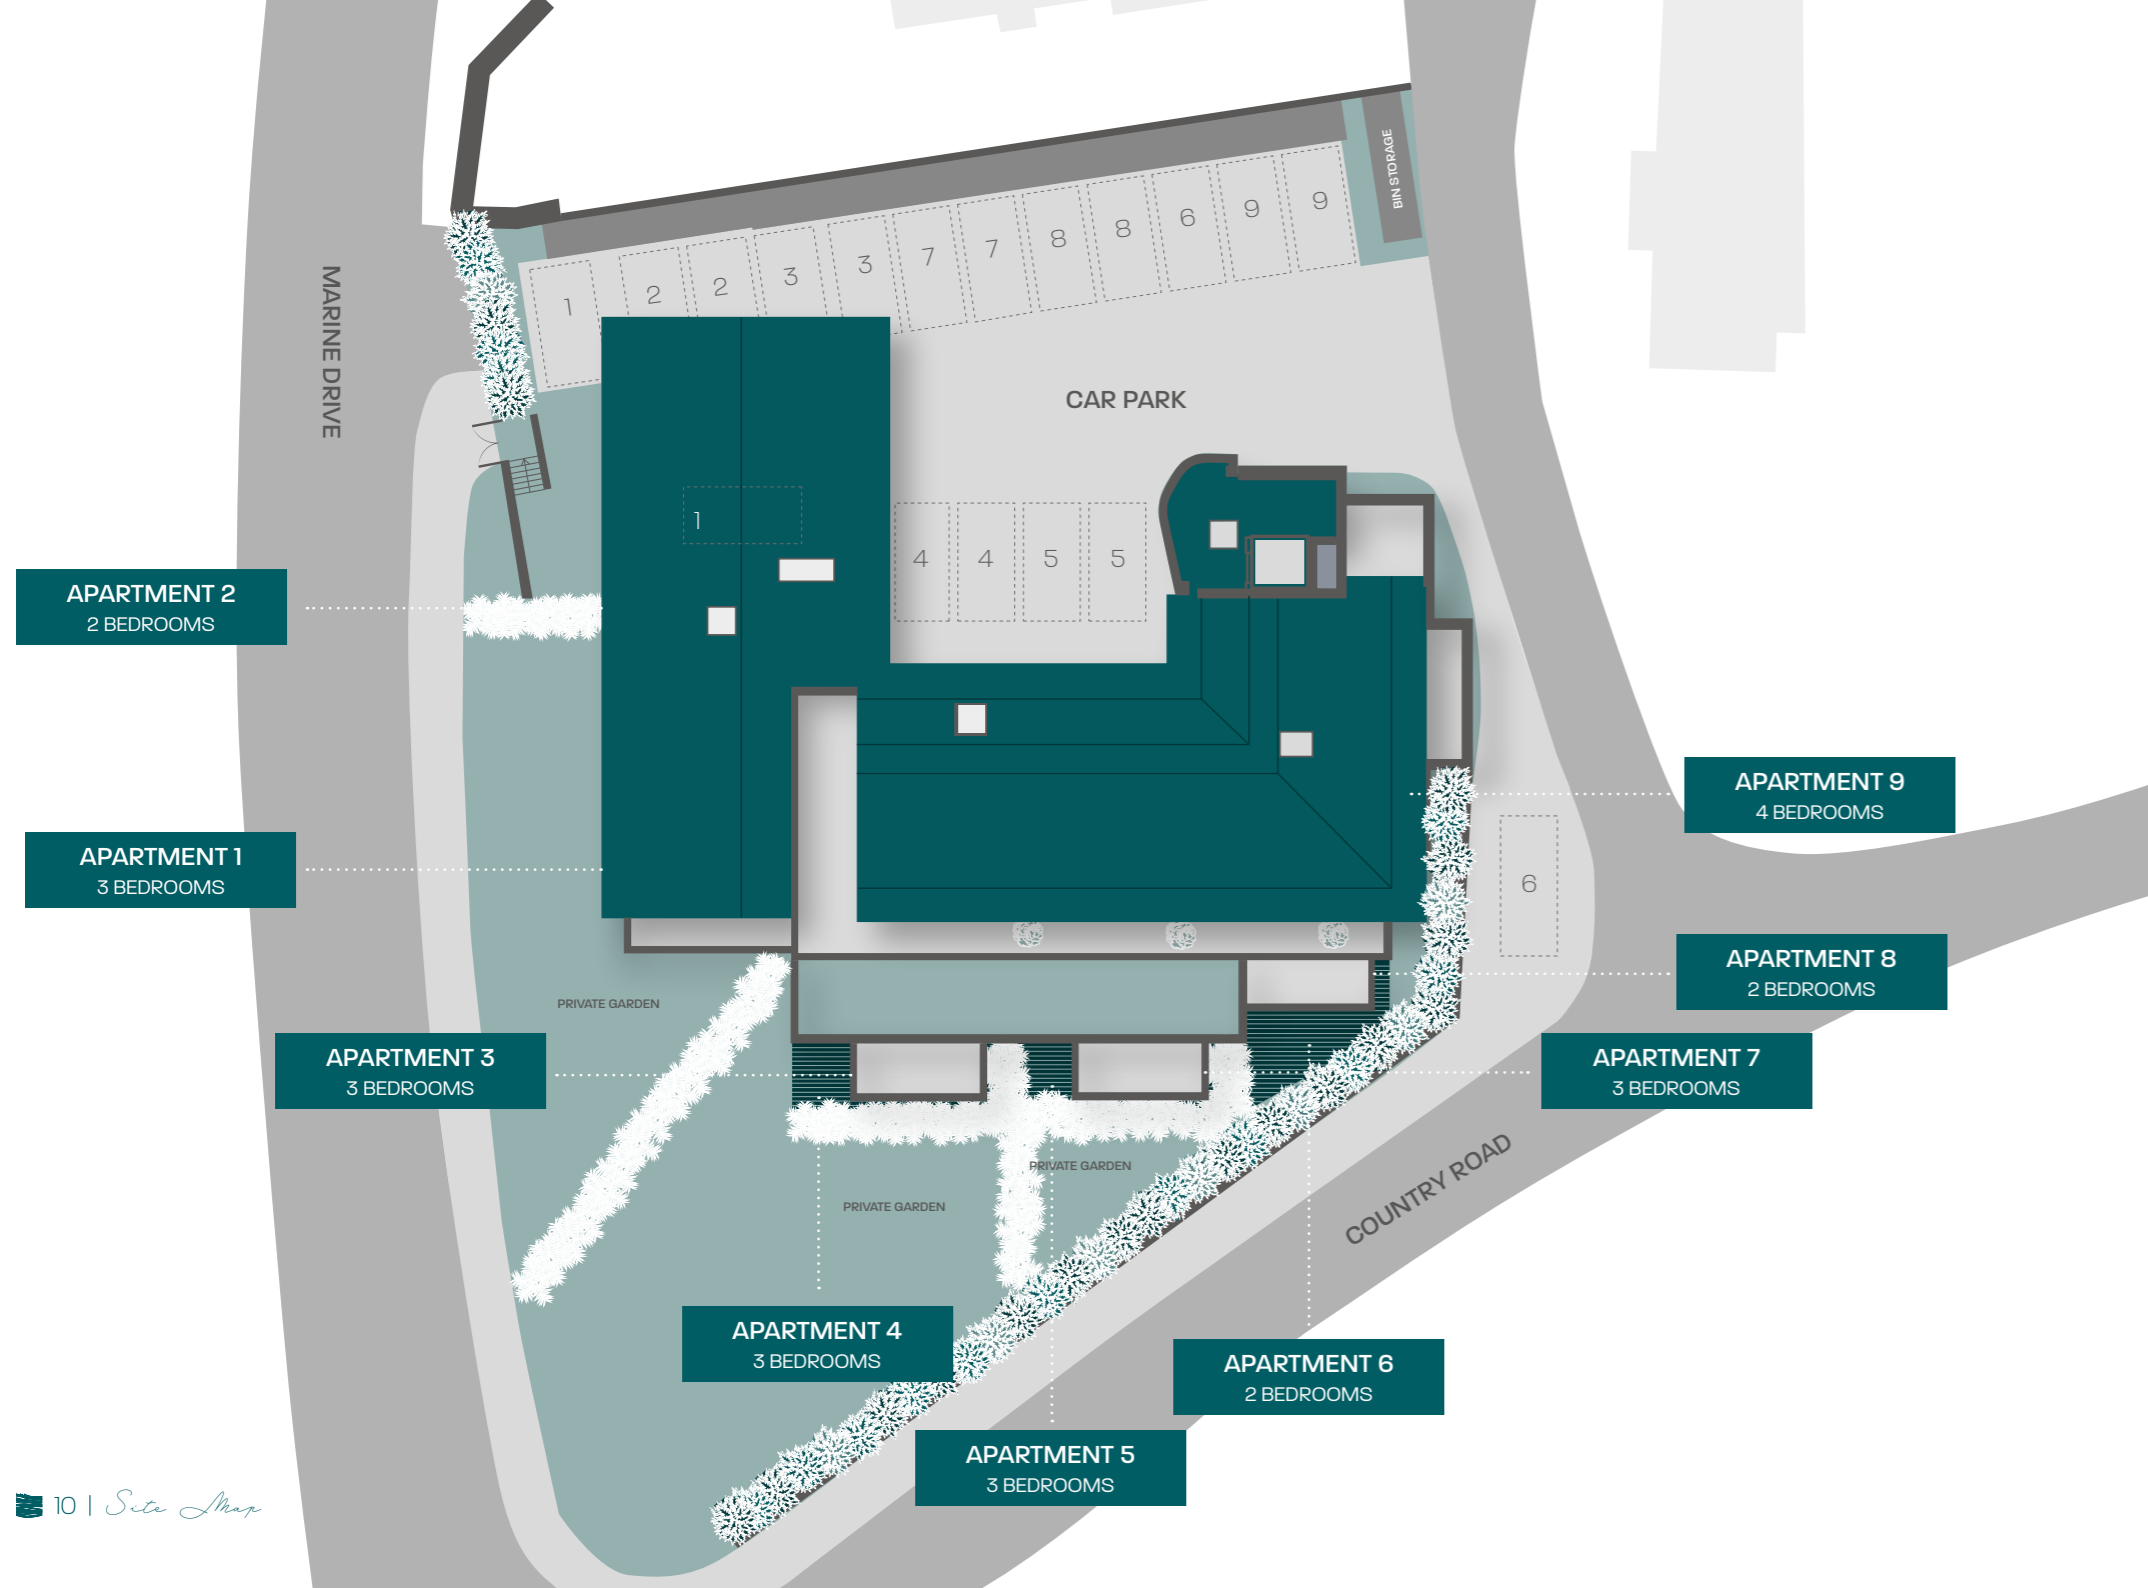 BIN STORAGE
1
2
2
3
3
7
7
8
8
6
9
9
MARINE DRIVE
CAR PARK
1
4
4
5
5
APARTMENT 2
2 BEDROOMS
APARTMENT 9
4 BEDROOMS
APARTMENT 1
3 BEDROOMS
6
APARTMENT 8
2 BEDROOMS
PRIVATE GARDEN
APARTMENT 3
3 BEDROOMS
APARTMENT 7
3 BEDROOMS
PRIVATE GARDEN
PRIVATE GARDEN
COUNTRY ROAD
APARTMENT 4
3 BEDROOMS
APARTMENT 6
2 BEDROOMS
APARTMENT 5
3 BEDROOMS
10 | Site Map